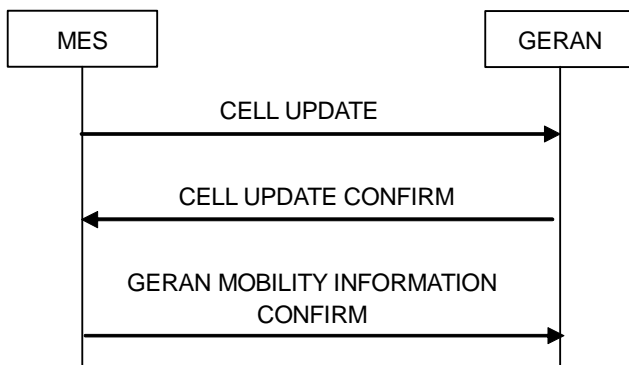 MES
GERAN
CELL UPDATE
CELL UPDATE CONFIRM
GERAN MOBILITY INFORMATION
CONFIRM